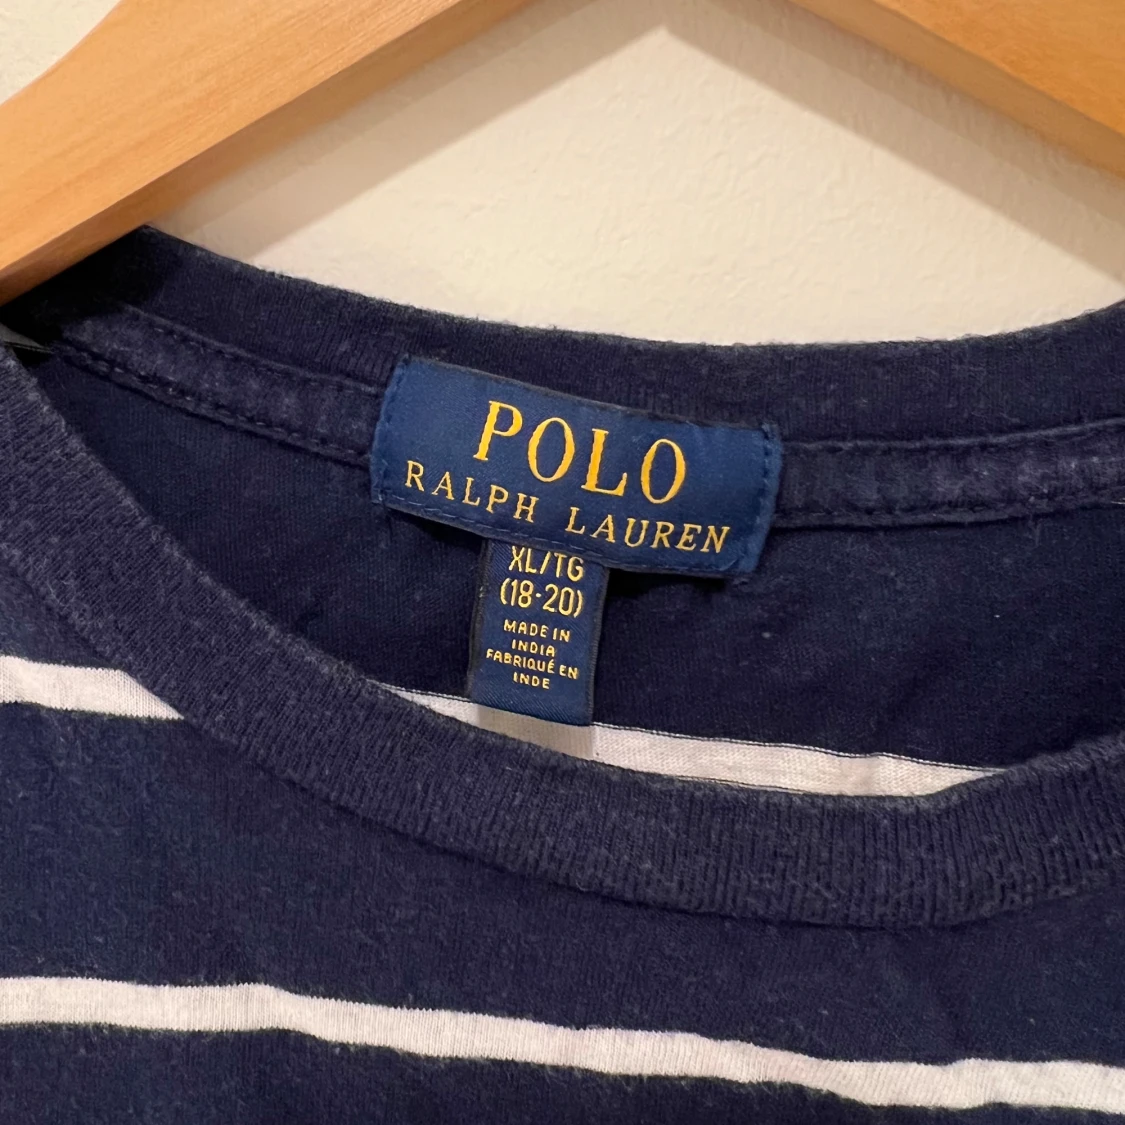 POLO
RALPH LAUREN
XL/TG
(18-20)
MADE IN
INDIA
FABRIQUÉ EN
INDE